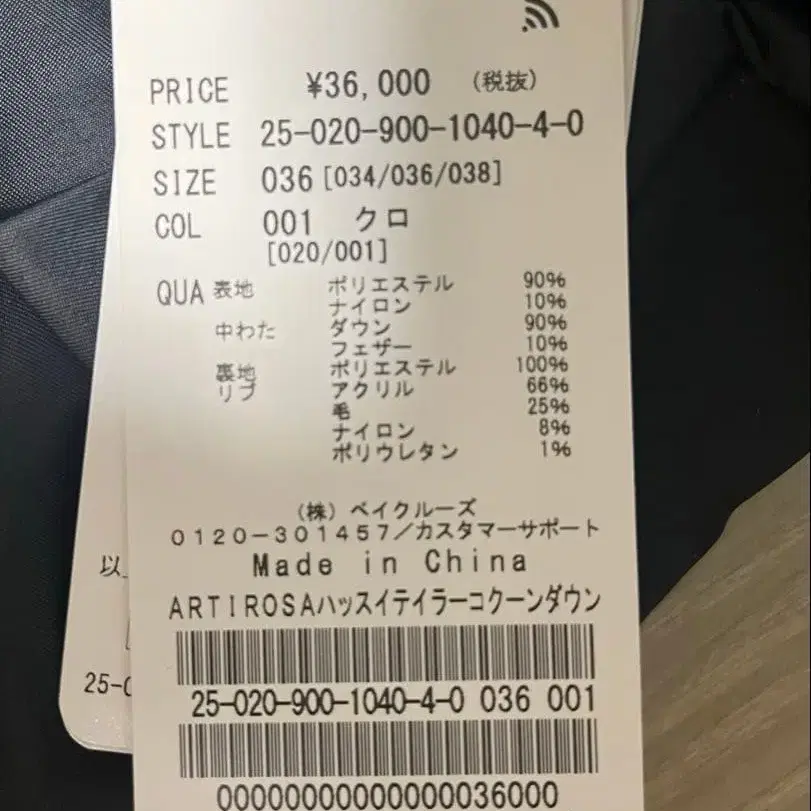 PRICE ¥36,000 (税抜)
STYLE 25-020-900-1040-4-0
SIZE 036[034/036/038]
COL 001 クロ
[020/001]
QUA 表地 ポリエステル 90%
ナイロン 10%
中わた ダウン 90%
フェザー 10%
裏地 ポリエステル 100%
リブ アクリル 66%
毛 25%
ナイロン 8%
ポリウレタン 1%
(株) ベイクルーズ
0120-301457/カスタマーサポート
Made in China
ARTIROSAハッスイテイラーコクーンダウン
25-020-900-1040-4-0 036 001
以
25-0